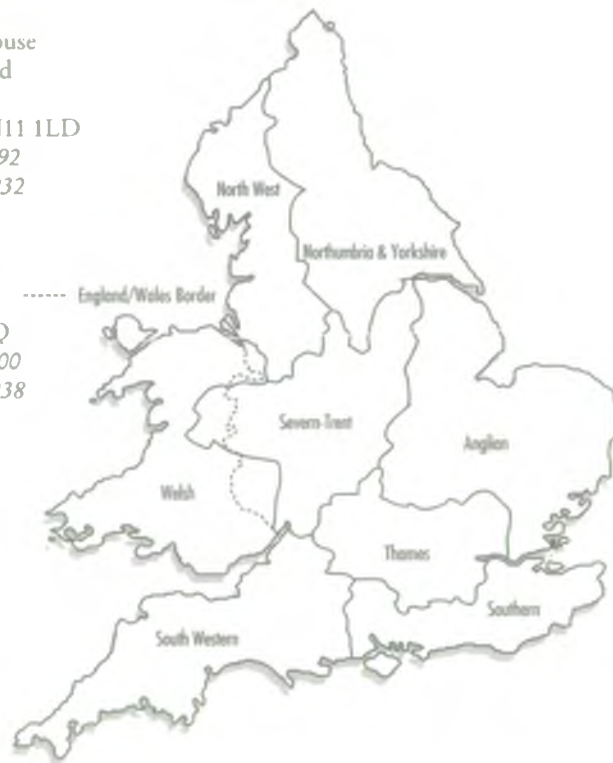 ouse
d
11 1LD
92
32
North West
Northumbria & Yorkshire
England/Wales Border
Q
00
38
Severn-Trent
Anglian
Welsh
Thames
Southern
South Western